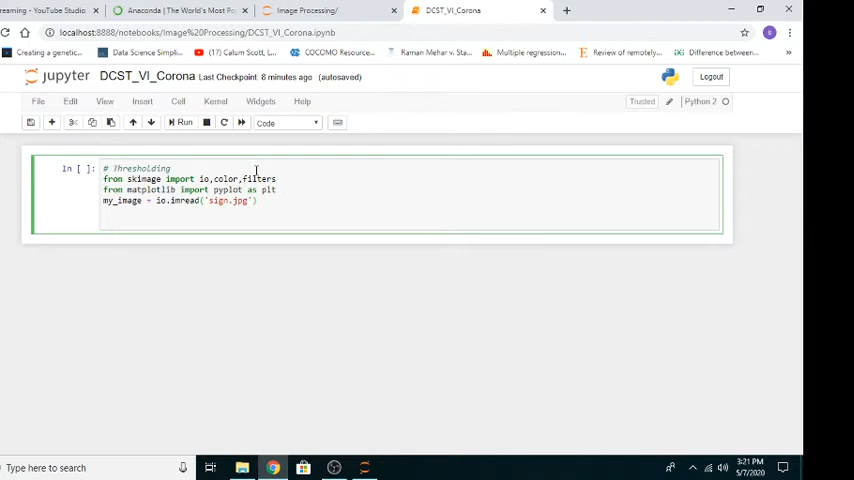 reaming - YouTube Studio
Anaconda | The World's Most Po
Image Processing/
DCST_VI_Corona
localhost:8888/notebooks/Image%20Processing/DCST_VI_Corona.ipynb
Creating a genetic...
Data Science Simpli...
(17) Calum Scott, L...
COCOMO Resource...
Raman Mehar v. Stat...
Multiple regression...
Review of remotely...
Difference between...
jupyter DCST_VI_Corona Last Checkpoint: 8 minutes ago (autosaved)
Logout
File Edit View Insert Cell Kernel Widgets Help
Trusted
Python 2
Run
Code
In [ ]:
# Thresholding
from skimage import io,color,filters
from matplotlib import pyplot as plt
my_image = io.imread('sign.jpg')
Type here to search
3:21 PM
5/7/2020